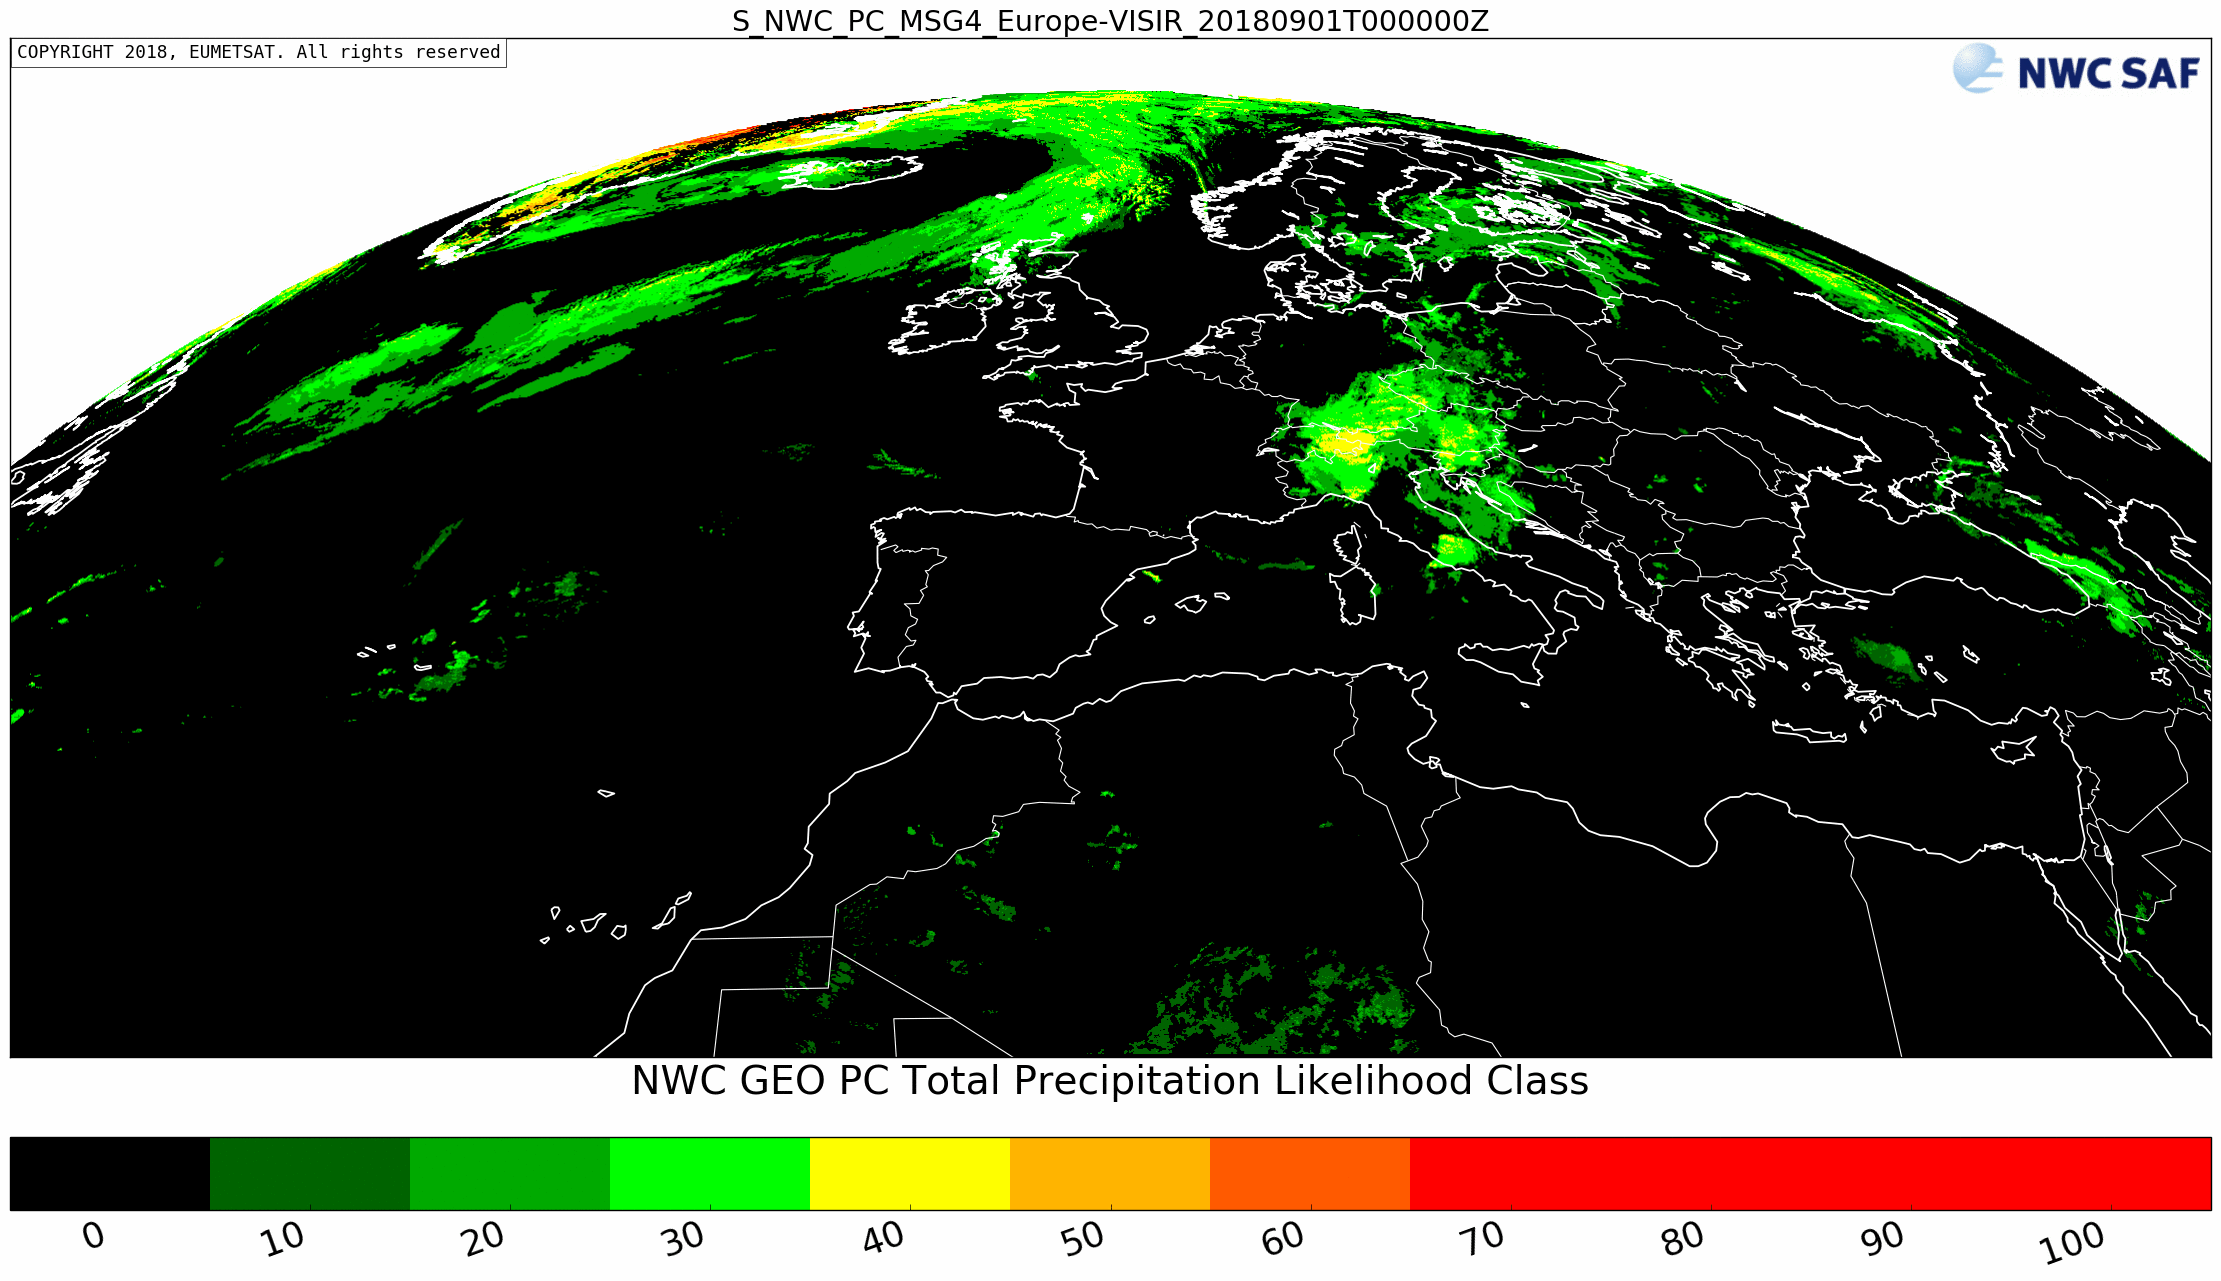 S_NWC_PC_MSG4_Europe-VISIR_20180901T000000Z
COPYRIGHT 2018, EUMETSAT. All rights reserved
NWC SAF
NWC GEO PC Total Precipitation Likelihood Class
0 10 20 30 40 50 60 70 80 90 100